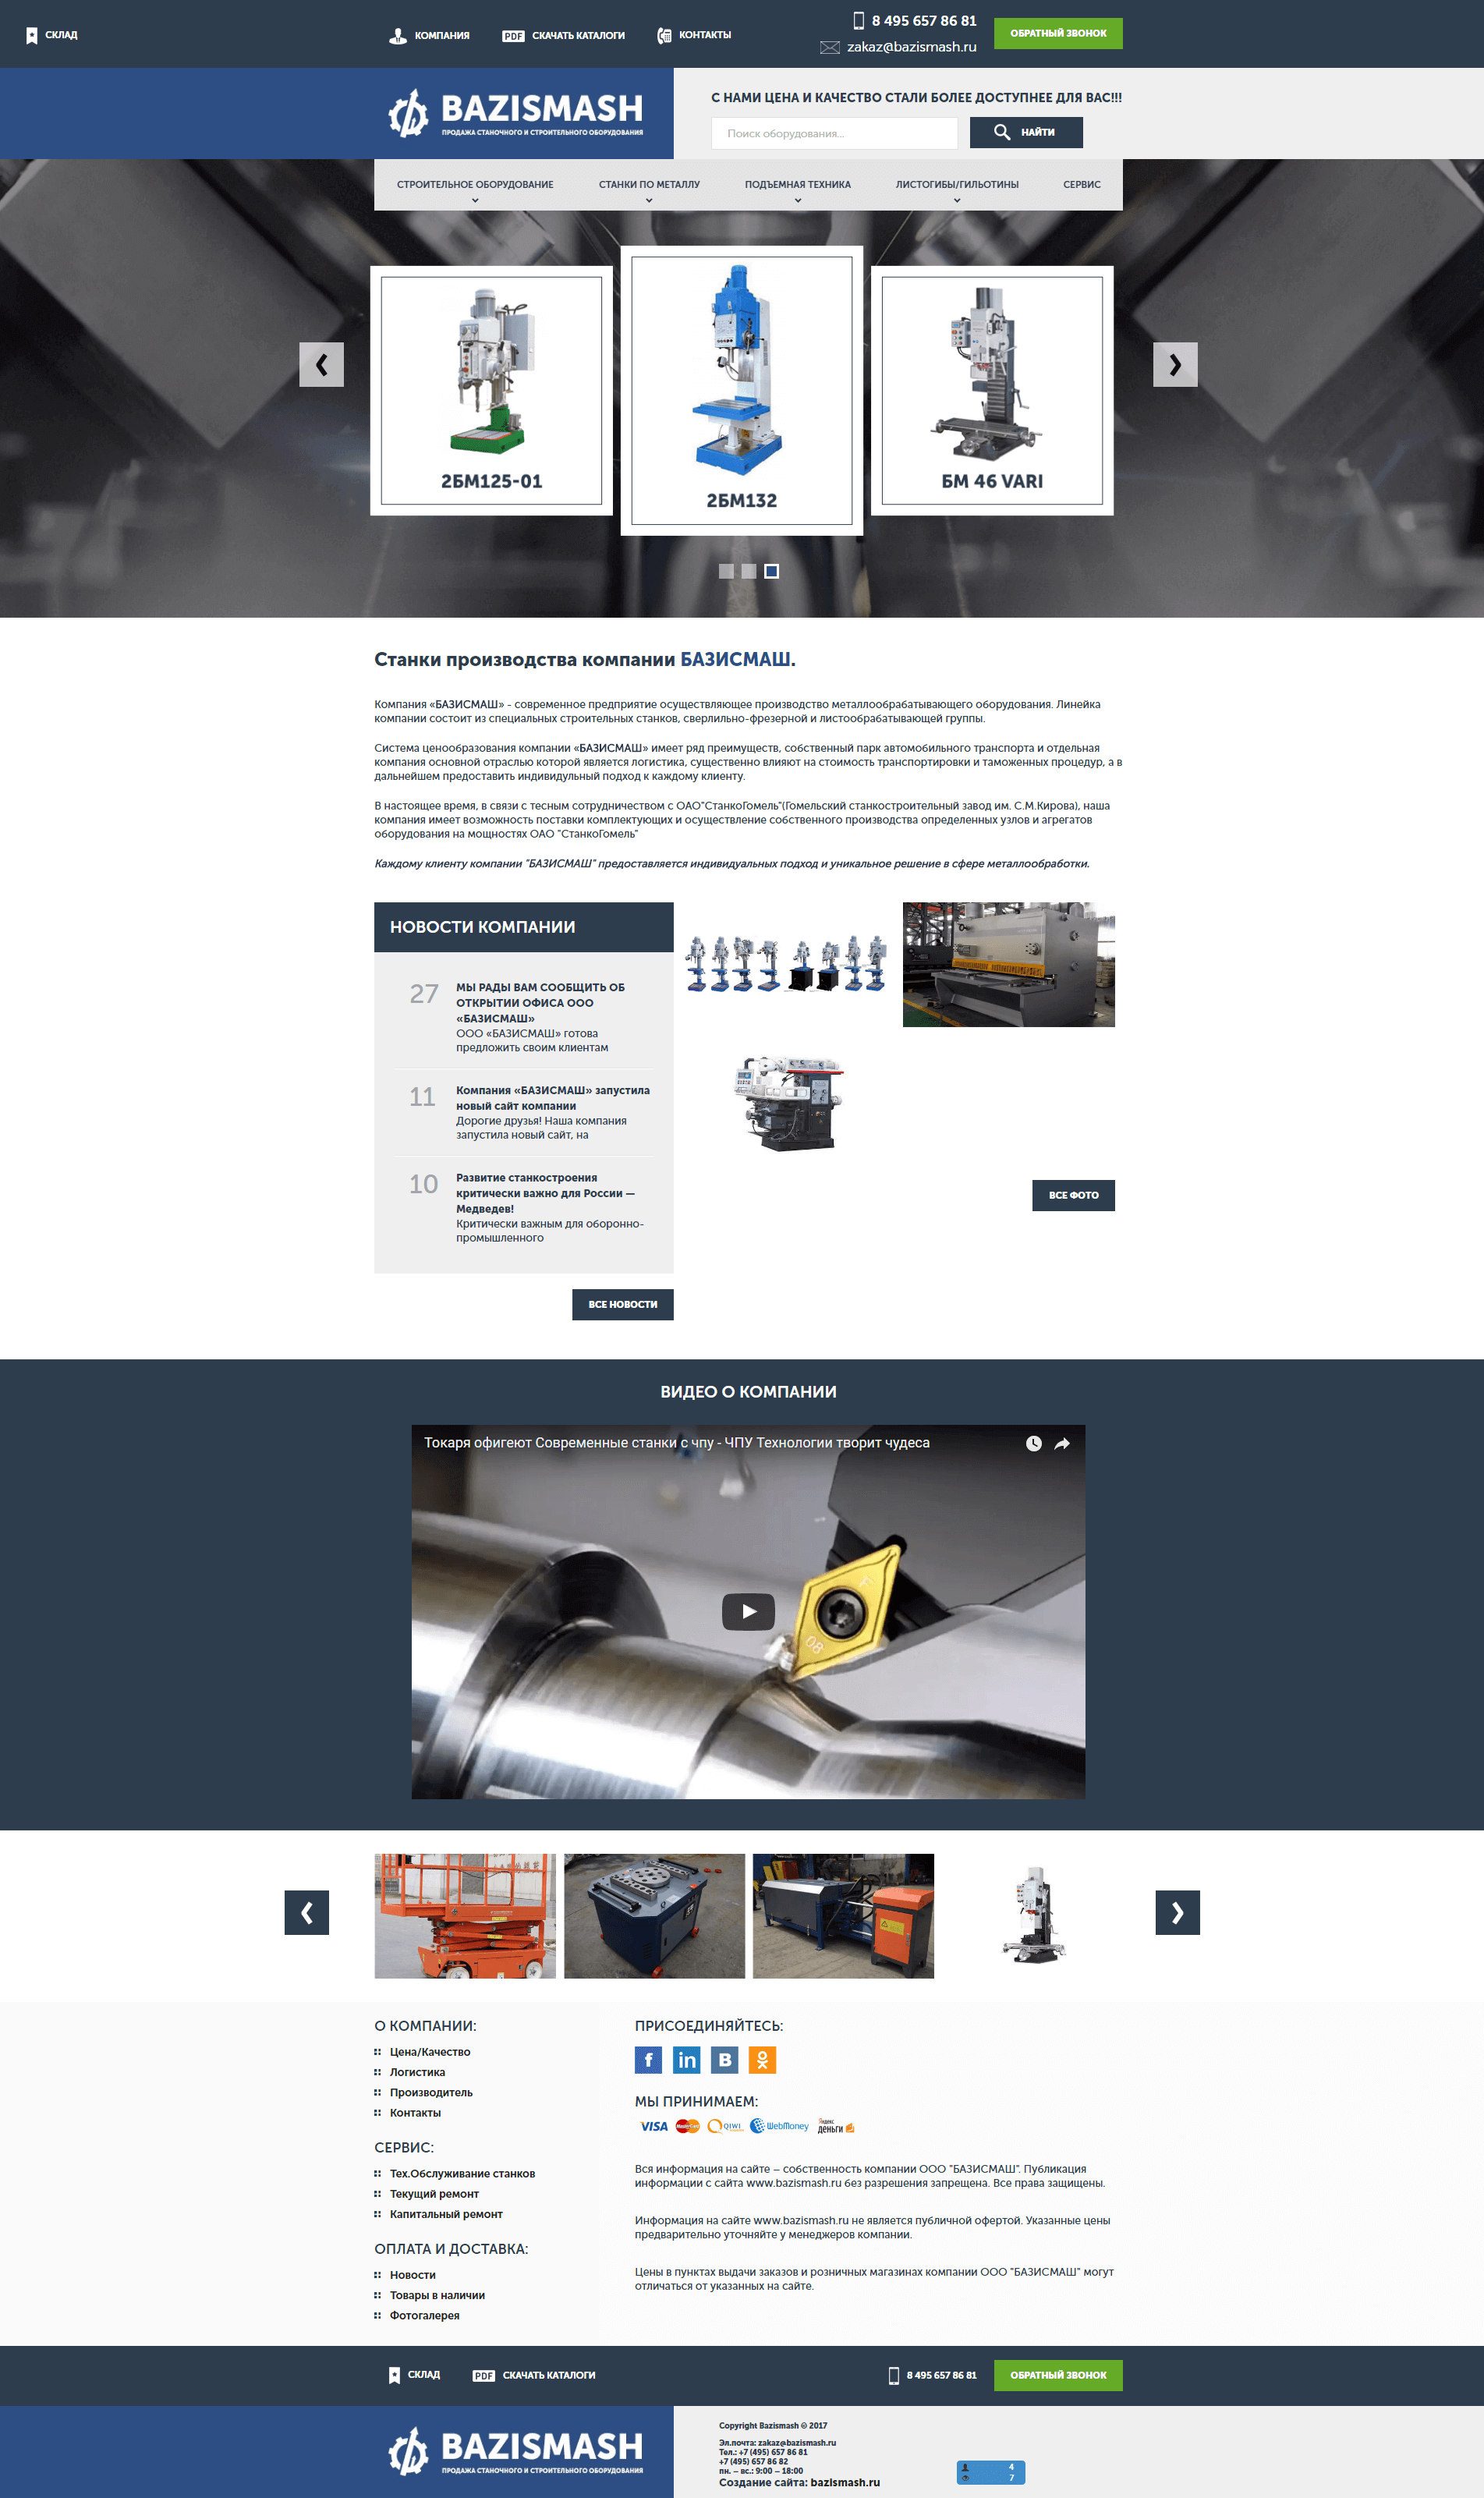 СКЛАД
КОМПАНИЯ
PDF СКАЧАТЬ КАТАЛОГИ
КОНТАКТЫ
8 495 657 86 81
zakaz@bazismash.ru
ОБРАТНЫЙ ЗВОНОК
BAZISMASH
ПРОДАЖА СТАНОЧНОГО И СТРОИТЕЛЬНОГО ОБОРУДОВАНИЯ
С НАМИ ЦЕНА И КАЧЕСТВО СТАЛИ БОЛЕЕ ДОСТУПНЕЕ ДЛЯ ВАС!!!
Поиск оборудования...
НАЙТИ
СТРОИТЕЛЬНОЕ ОБОРУДОВАНИЕ
СТАНКИ ПО МЕТАЛЛУ
ПОДЪЕМНАЯ ТЕХНИКА
ЛИСТОГИБЫ/ГИЛЬОТИНЫ
СЕРВИС
2БМ125-01
2БМ132
БМ 46 VARI
Станки производства компании БАЗИСМАШ.
Компания «БАЗИСМАШ» - современное предприятие осуществляющее производство металлообрабатывающего оборудования. Линейка
компании состоит из специальных строительных станков, сверлильно-фрезерной и листообрабатывающей группы.
Система ценообразования компании «БАЗИСМАШ» имеет ряд преимуществ, собственный парк автомобильного транспорта и отдельная
компания основной отраслью которой является логистика, существенно влияют на стоимость транспортировки и таможенных процедур, а в
дальнейшем предоставить индивидульный подход к каждому клиенту.
В настоящее время, в связи с тесным сотрудничеством с ОАО"СтанкоГомель"(Гомельский станкостроительный завод им. С.М.Кирова), наша
компания имеет возможность поставки комплектующих и осуществление собственного производства определенных узлов и агрегатов
оборудования на мощностях ОАО "СтанкоГомель"
Каждому клиенту компании "БАЗИСМАШ" предоставляется индивидуальных подход и уникальное решение в сфере металлообработки.
НОВОСТИ КОМПАНИИ
27
МЫ РАДЫ ВАМ СООБЩИТЬ ОБ
ОТКРЫТИИ ОФИСА ООО
«БАЗИСМАШ»
ООО «БАЗИСМАШ» готова
предложить своим клиентам
11
Компания «БАЗИСМАШ» запустила
новый сайт компании
Дорогие друзья! Наша компания
запустила новый сайт, на
10
Развитие станкостроения
критически важно для России —
Медведев!
Критически важным для оборонно-
промышленного
ВСЕ ФОТО
ВСЕ НОВОСТИ
ВИДЕО О КОМПАНИИ
Токаря офигеют Современные станки с чпу - ЧПУ Технологии творит чудеса
08
О КОМПАНИИ:
Цена/Качество
Логистика
Производитель
Контакты
СЕРВИС:
Тех.Обслуживание станков
Текущий ремонт
Капитальный ремонт
ОПЛАТА И ДОСТАВКА:
Новости
Товары в наличии
Фотогалерея
ПРИСОЕДИНЯЙТЕСЬ:
f in B
МЫ ПРИНИМАЕМ:
VISA MasterCard QIWI WebMoney Яндекс деньги
Вся информация на сайте – собственность компании ООО "БАЗИСМАШ". Публикация
информации с сайта www.bazismash.ru без разрешения запрещена. Все права защищены.
Информация на сайте www.bazismash.ru не является публичной офертой. Указанные цены
предварительно уточняйте у менеджеров компании.
Цены в пунктах выдачи заказов и розничных магазинах компании ООО "БАЗИСМАШ" могут
отличаться от указанных на сайте.
СКЛАД
PDF СКАЧАТЬ КАТАЛОГИ
8 495 657 86 81
ОБРАТНЫЙ ЗВОНОК
BAZISMASH
ПРОДАЖА СТАНОЧНОГО И СТРОИТЕЛЬНОГО ОБОРУДОВАНИЯ
Copyright Bazismash © 2017
Эл.почта: zakaz@bazismash.ru
Тел.: +7 (495) 657 86 81
+7 (495) 657 86 82
пн. – вс.: 9:00 – 18:00
Создание сайта: bazismash.ru
4
7